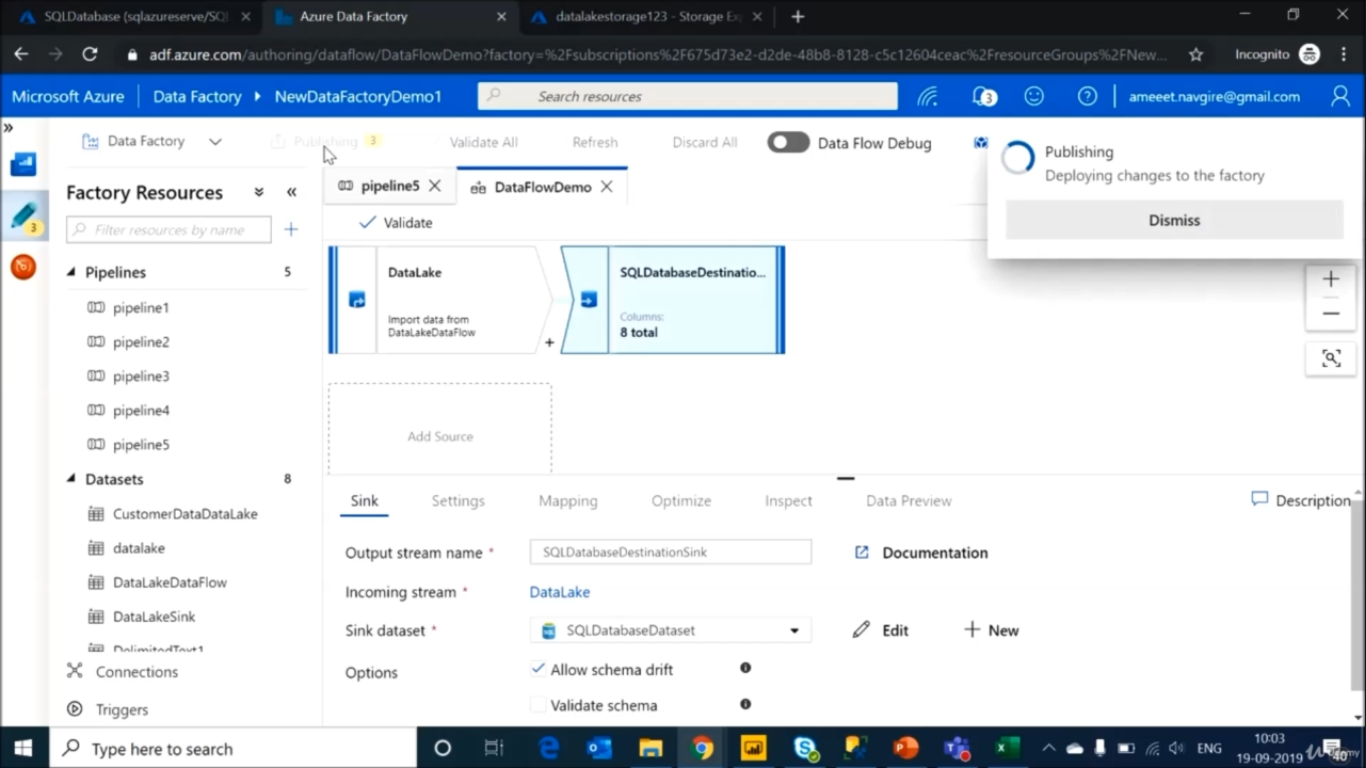 SQLDatabase (sqlazureserve/SQL
Azure Data Factory
datalakestorage123 - Storage Ex
adf.azure.com/authoring/dataflow/DataFlowDemo?factory=%2Fsubscriptions%2F675d73e2-d2de-48b8-8128-c5c12604ceac%2FresourceGroups%2FNew...
Incognito
Microsoft Azure
Data Factory
NewDataFactoryDemo1
Search resources
3
ameeet.navgire@gmail.com
Data Factory
Publishing
3
Validate All
Refresh
Discard All
Data Flow Debug
Publishing
Deploying changes to the factory
Dismiss
Factory Resources
3
Filter resources by name
pipeline5
DataFlowDemo
Validate
Pipelines
5
pipeline1
pipeline2
pipeline3
pipeline4
pipeline5
Datasets
8
CustomerDataDataLake
datalake
DataLakeDataFlow
DataLakeSink
DelimitedText1
Connections
Triggers
DataLake
Import data from
DataLakeDataFlow
SQLDatabaseDestinatio...
Columns:
8 total
Add Source
Sink
Settings
Mapping
Optimize
Inspect
Data Preview
Description
Output stream name *
SQLDatabaseDestinationSink
Documentation
Incoming stream *
DataLake
Sink dataset *
SQLDatabaseDataset
Edit
New
Options
Allow schema drift
Validate schema
Type here to search
ENG
10:03
19-09-2019